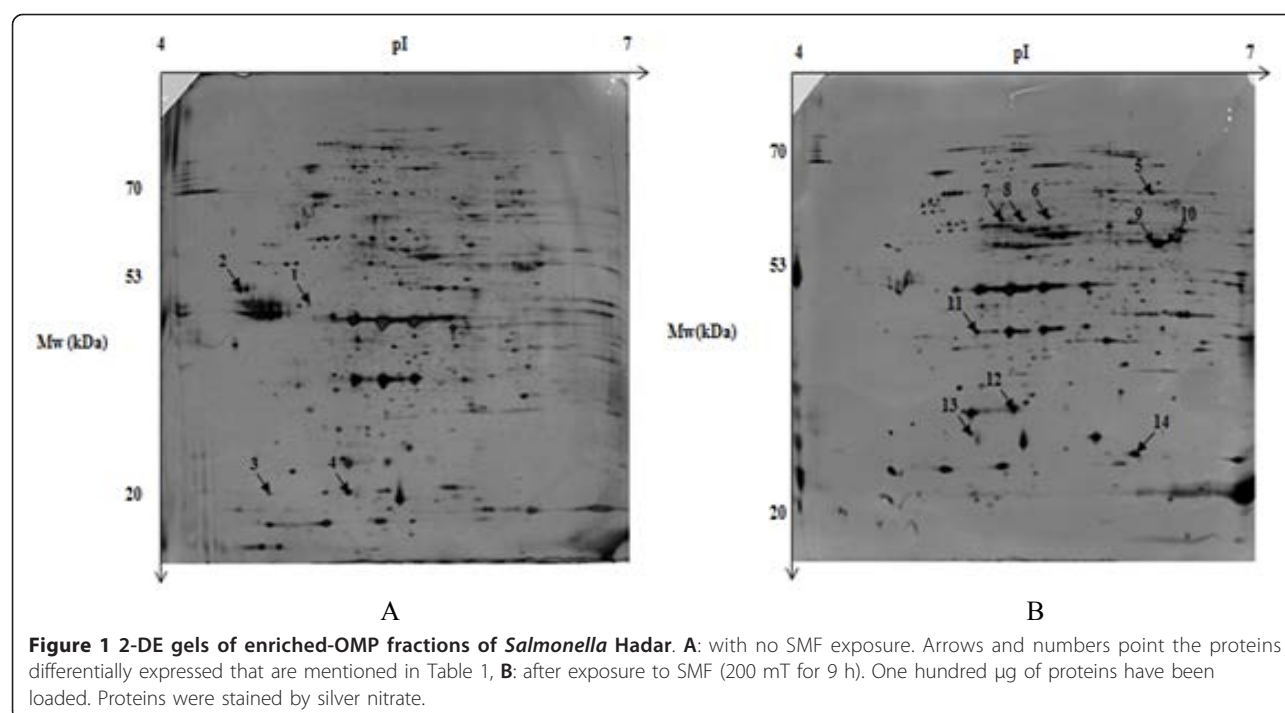 4 pI 7
70
53
2 1
Mw (kDa)
3 4
20
A
4 pI 7
70
5
7 8 6
9 10
53
11
Mw(kDa)
12
13
14
20
B
Figure 1 2-DE gels of enriched-OMP fractions of Salmonella Hadar. A: with no SMF exposure. Arrows and numbers point the proteins
differentially expressed that are mentioned in Table 1, B: after exposure to SMF (200 mT for 9 h). One hundred μg of proteins have been
loaded. Proteins were stained by silver nitrate.